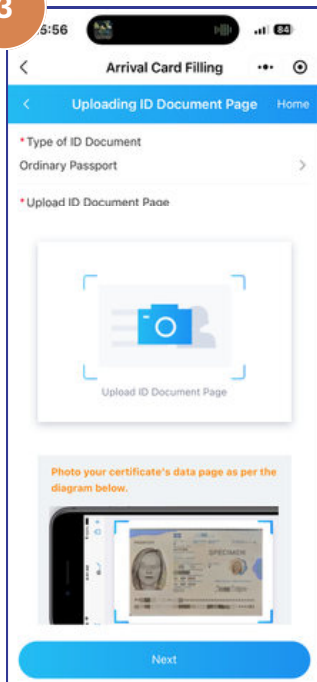 3
5:56
84
Arrival Card Filling
Uploading ID Document Page
Home
*Type of ID Document
Ordinary Passport
*Upload ID Document Page
Upload ID Document Page
Photo your certificate's data page as per the
diagram below.
SPECIMEN
Next